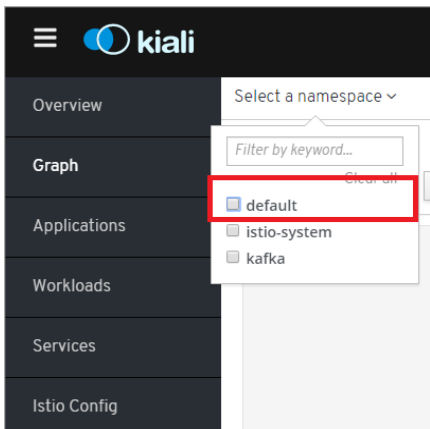 kiali
Overview
Graph
Applications
Workloads
Services
Istio Config
Select a namespace
Filter by keyword...
Clear all
default
istio-system
kafka